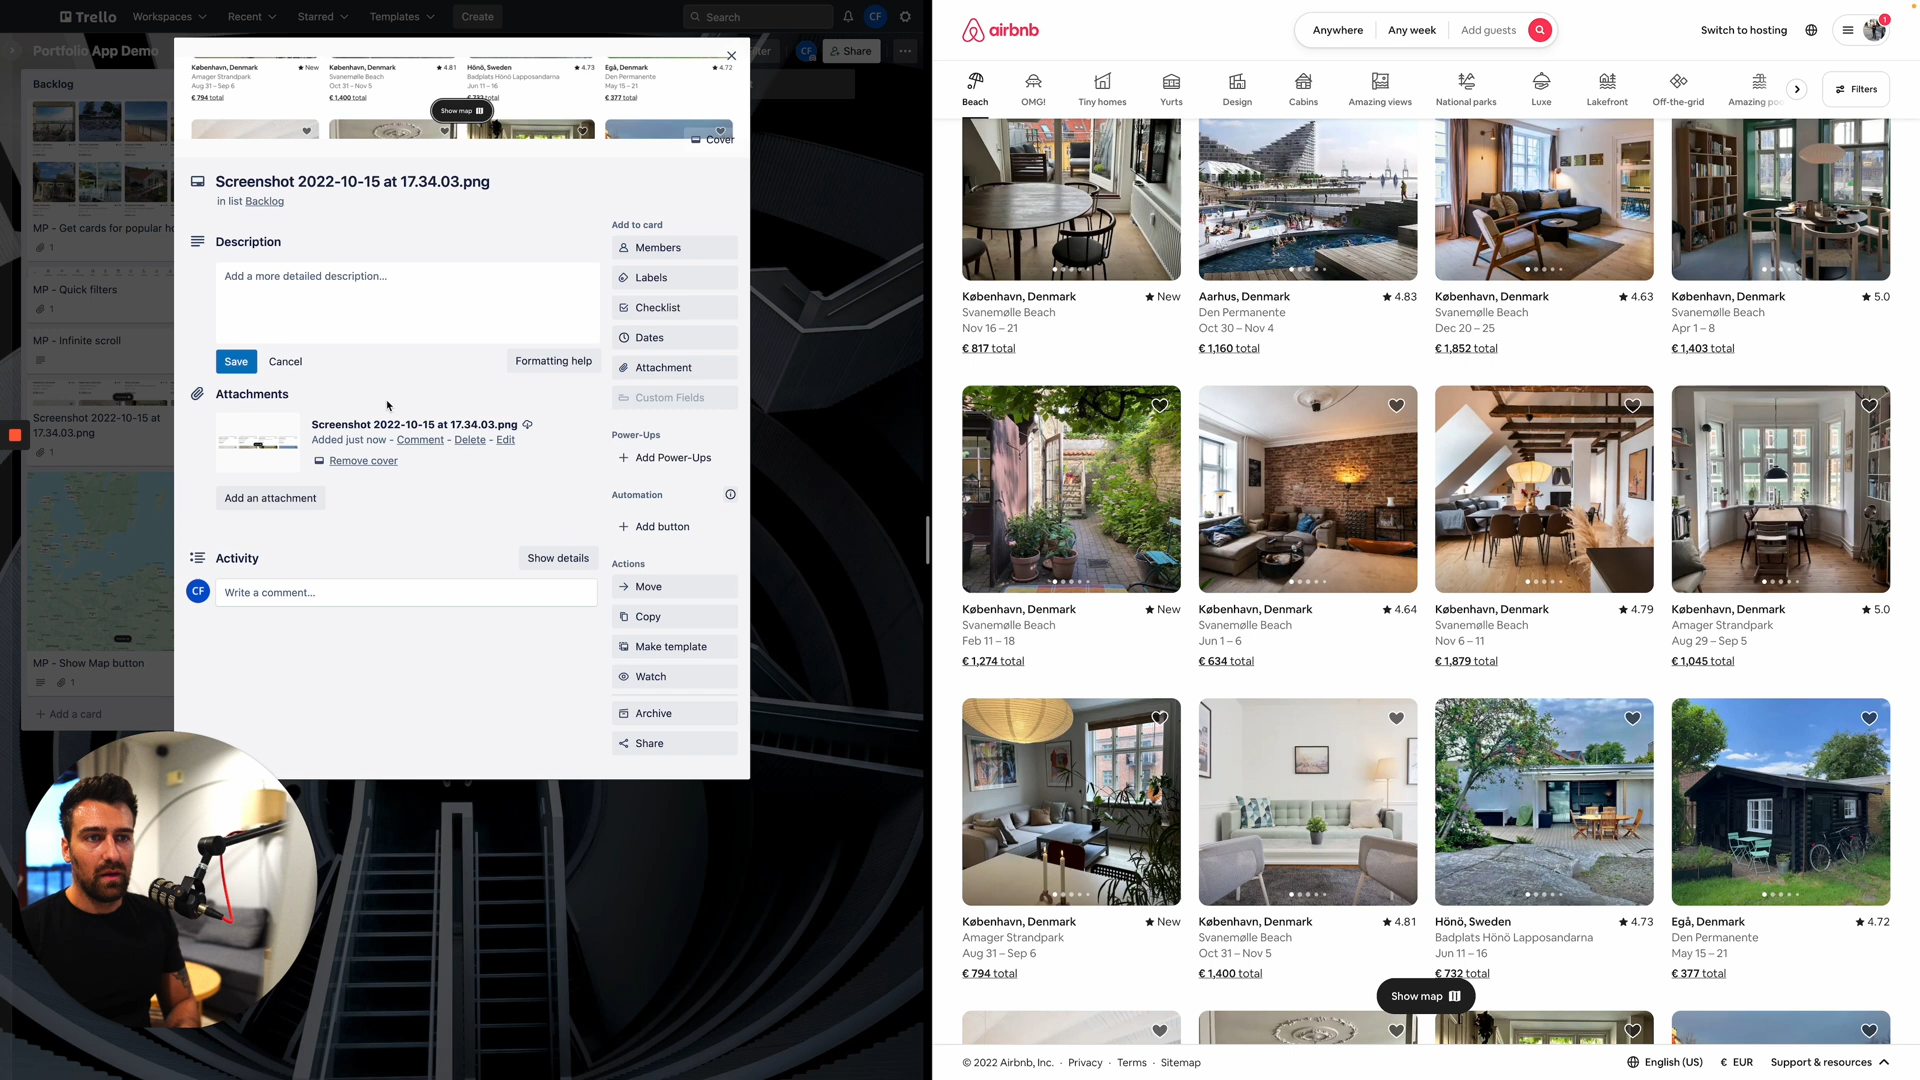 Trello
Workspaces
Recent
Starred
Templates
Create
Search
CF
Portfolio App Demo
CF
Share
Backlog
MP - Get cards for popular ho
1
MP - Quick filters
1
MP - Infinite scroll
Screenshot 2022-10-15 at
17.34.03.png
1
MP - Show Map button
1
Add a card
København, Denmark
New
Amager Strandpark
Aug 31 – Sep 6
€ 794 total
København, Denmark
4.81
Svanemølle Beach
Oct 31 – Nov 5
€ 1,400 total
Hönö, Sweden
4.73
Badplats Hönö Lapposandarna
Jun 11 – 16
€ 732 total
Egå, Denmark
4.72
Den Permanente
May 15 – 21
€ 377 total
Show map
Cover
Screenshot 2022-10-15 at 17.34.03.png
in list Backlog
Description
Add a more detailed description...
Save
Cancel
Formatting help
Attachments
Screenshot 2022-10-15 at 17.34.03.png
Added just now - Comment - Delete - Edit
Remove cover
Add an attachment
Activity
Show details
CF
Write a comment...
Add to card
Members
Labels
Checklist
Dates
Attachment
Custom Fields
Power-Ups
Add Power-Ups
Automation
Add button
Actions
Move
Copy
Make template
Watch
Archive
Share
airbnb
Anywhere
Any week
Add guests
Switch to hosting
1
Beach
OMG!
Tiny homes
Yurts
Design
Cabins
Amazing views
National parks
Luxe
Lakefront
Off-the-grid
Amazing poo
Filters
København, Denmark
New
Svanemølle Beach
Nov 16 – 21
€ 817 total
Aarhus, Denmark
4.83
Den Permanente
Oct 30 – Nov 4
€ 1,160 total
København, Denmark
4.63
Svanemølle Beach
Dec 20 – 25
€ 1,852 total
København, Denmark
5.0
Svanemølle Beach
Apr 1 – 8
€ 1,403 total
København, Denmark
New
Svanemølle Beach
Feb 11 – 18
€ 1,274 total
København, Denmark
4.64
Svanemølle Beach
Jun 1 – 6
€ 634 total
København, Denmark
4.79
Svanemølle Beach
Nov 6 – 11
€ 1,879 total
København, Denmark
5.0
Amager Strandpark
Aug 29 – Sep 5
€ 1,045 total
København, Denmark
New
Amager Strandpark
Aug 31 – Sep 6
€ 794 total
København, Denmark
4.81
Svanemølle Beach
Oct 31 – Nov 5
€ 1,400 total
Hönö, Sweden
4.73
Badplats Hönö Lapposandarna
Jun 11 – 16
€ 732 total
Egå, Denmark
4.72
Den Permanente
May 15 – 21
€ 377 total
Show map
© 2022 Airbnb, Inc. · Privacy · Terms · Sitemap
English (US)
€ EUR
Support & resources